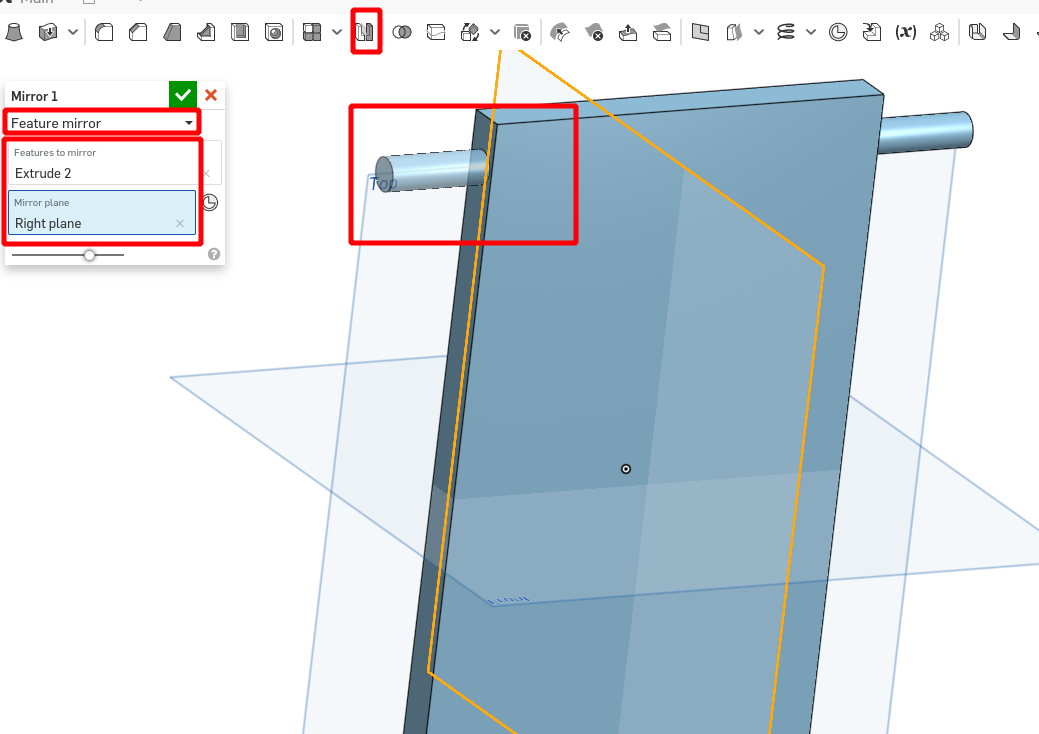 Main
(x)
Mirror 1
Feature mirror
Features to mirror
Extrude 2
Mirror plane
Right plane
Top
Front